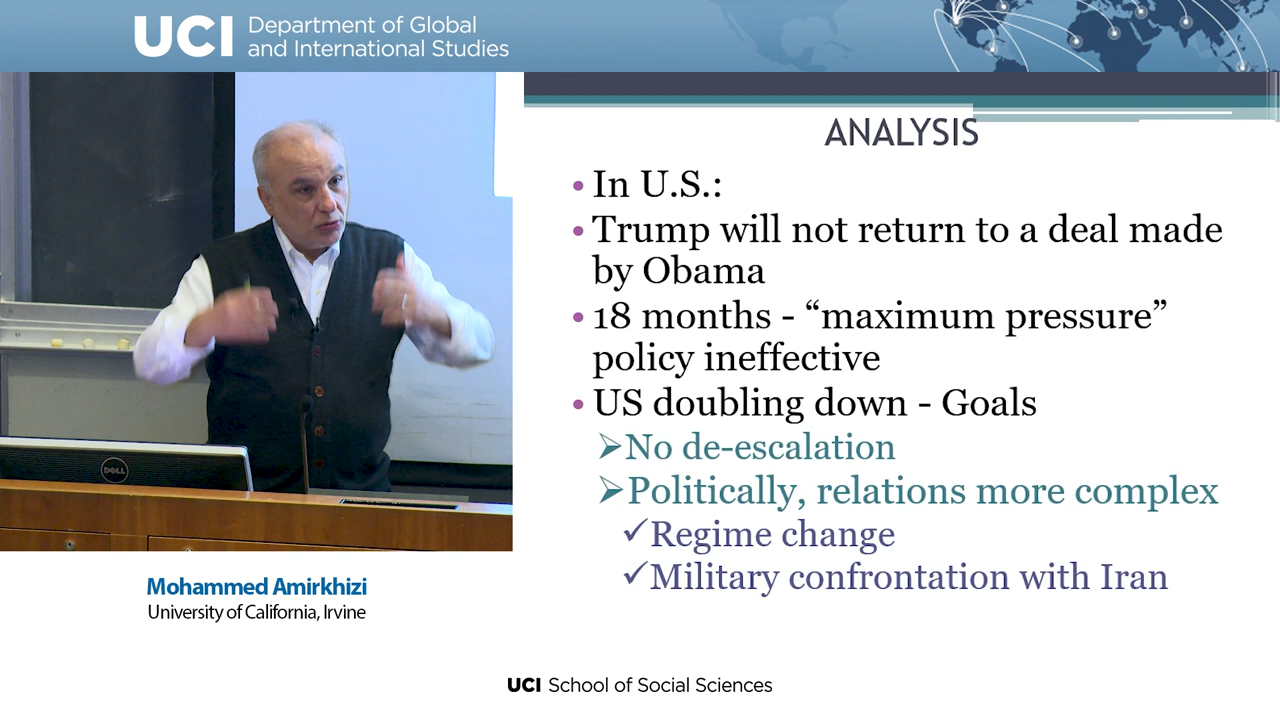 UCI Department of Global
and International Studies
ANALYSIS
• In U.S.:
• Trump will not return to a deal made
by Obama
• 18 months - “maximum pressure”
policy ineffective
• US doubling down - Goals
➢No de-escalation
➢Politically, relations more complex
✓Regime change
✓Military confrontation with Iran
DELL
Mohammed Amirkhizi
University of California, Irvine
UCI School of Social Sciences